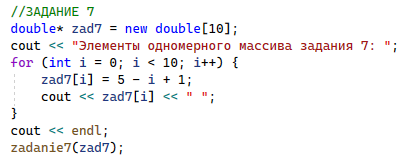 //ЗАДАНИЕ 7
double* zad7 = new double[10];
cout << "Элементы одномерного массива задания 7: ";
for (int i = 0; i < 10; i++) {
    zad7[i] = 5 - i + 1;
    cout << zad7[i] << " ";
}
cout << endl;
zadanie7(zad7);